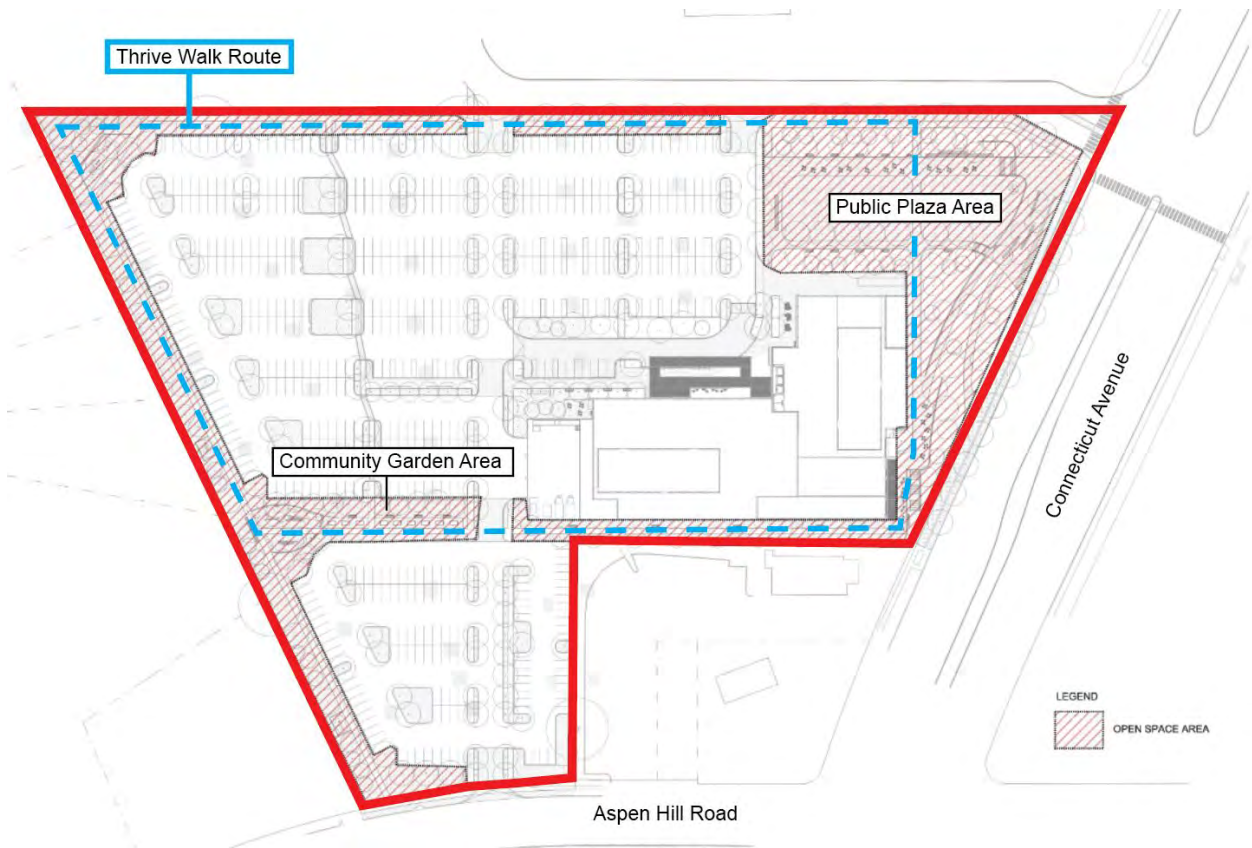 Thrive Walk Route
Public Plaza Area
Community Garden Area
Connecticut Avenue
LEGEND
OPEN SPACE AREA
Aspen Hill Road